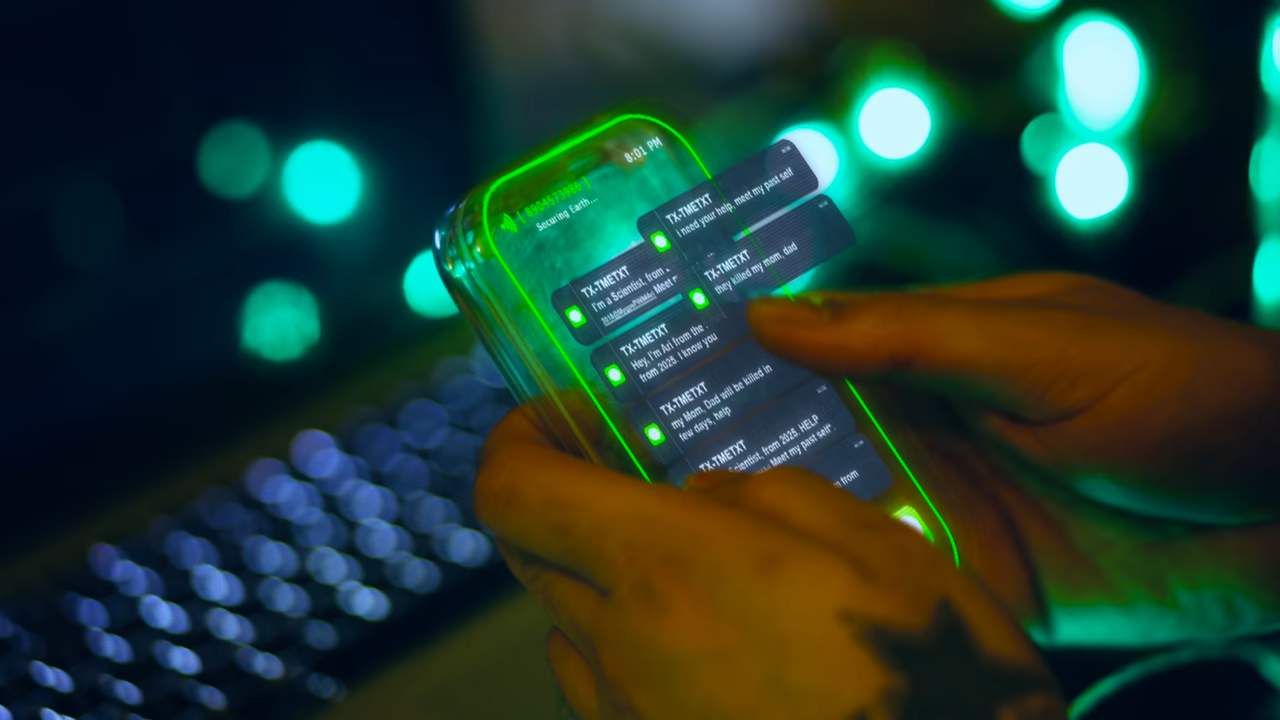 8:01 PM
[ 8904673986 ]
Securing Earth...
TX-TMETXT
i need your help, meet my past self
TX-TMETXT
they killed my mom, dad
TX-TMETXT
I'm a Scientist, from
Meet
TX-TMETXT
Hey, I'm Ari from the
from 2025. I know you
TX-TMETXT
my Mom, Dad will be killed in
few days, help
TX-TMETXT
Scientist, from 2025. HELP
Meet my past self"
from